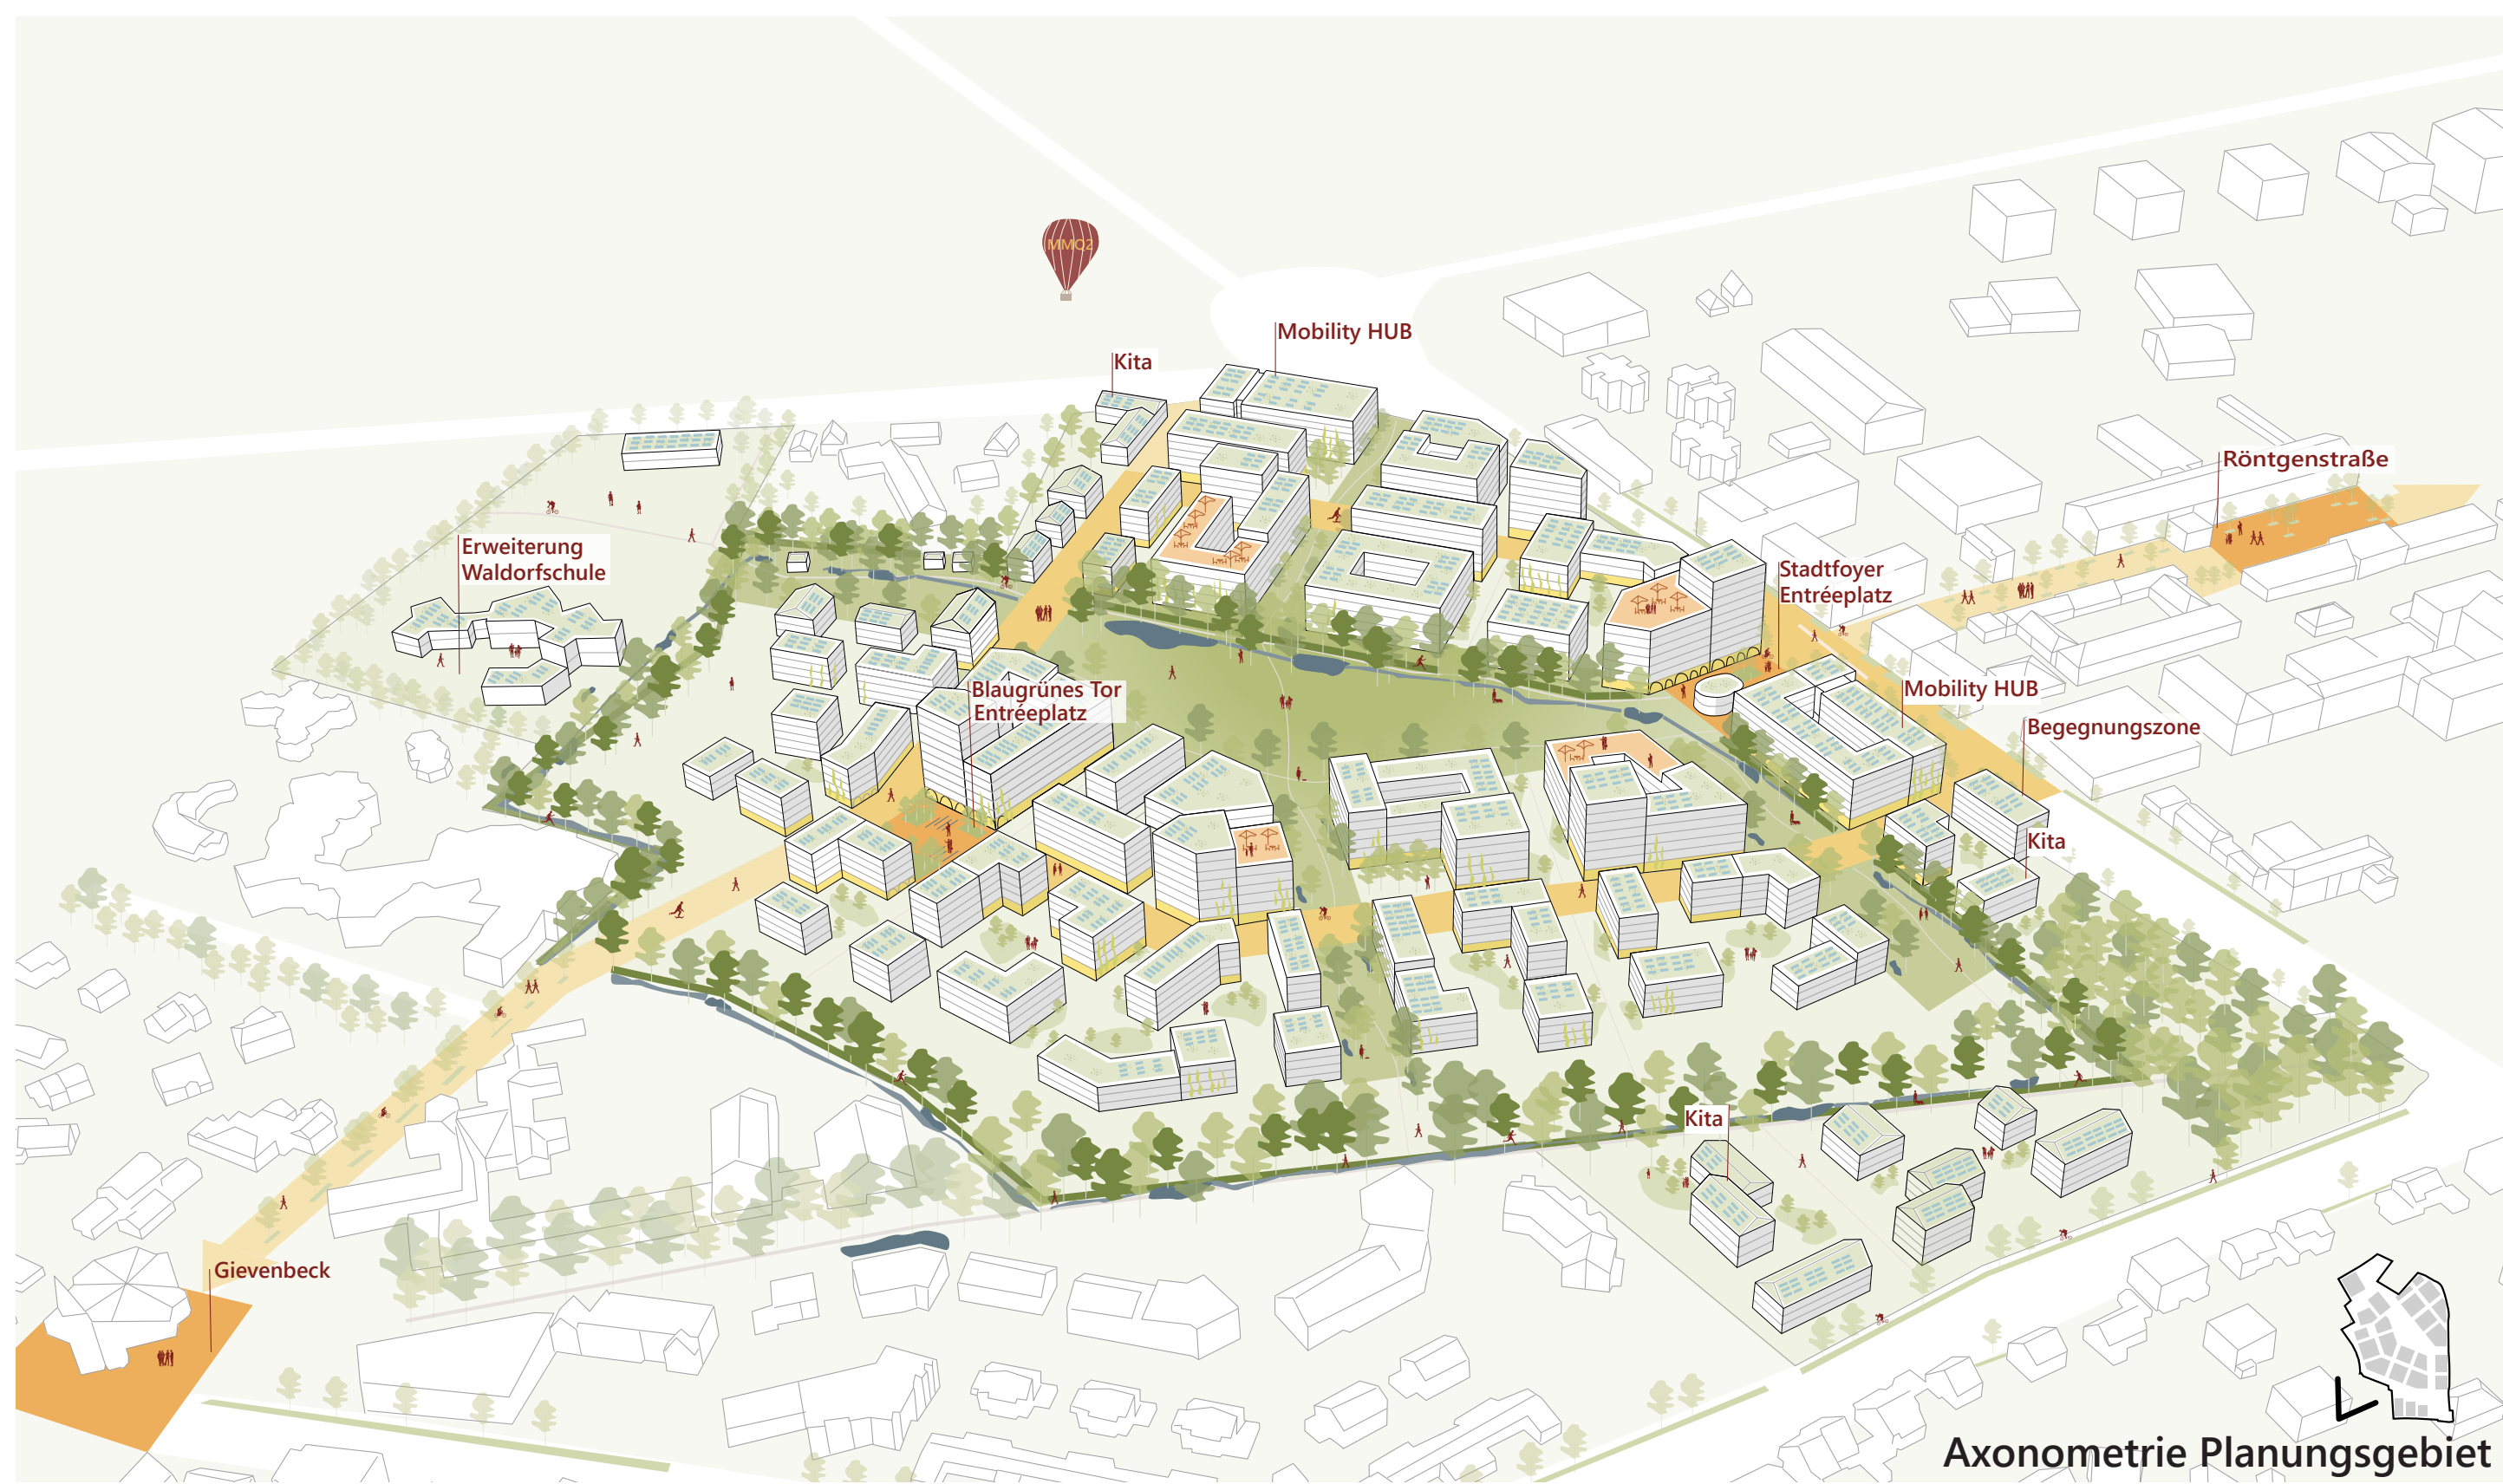 MMQ2
Mobility HUB
Kita
Röntgenstraße
Erweiterung
Waldorfschule
Stadtfoyer
Entréeplatz
Blaugrünes Tor
Entréeplatz
Mobility HUB
Begegnungszone
Kita
Kita
Gievenbeck
Axonometrie Planungsgebiet